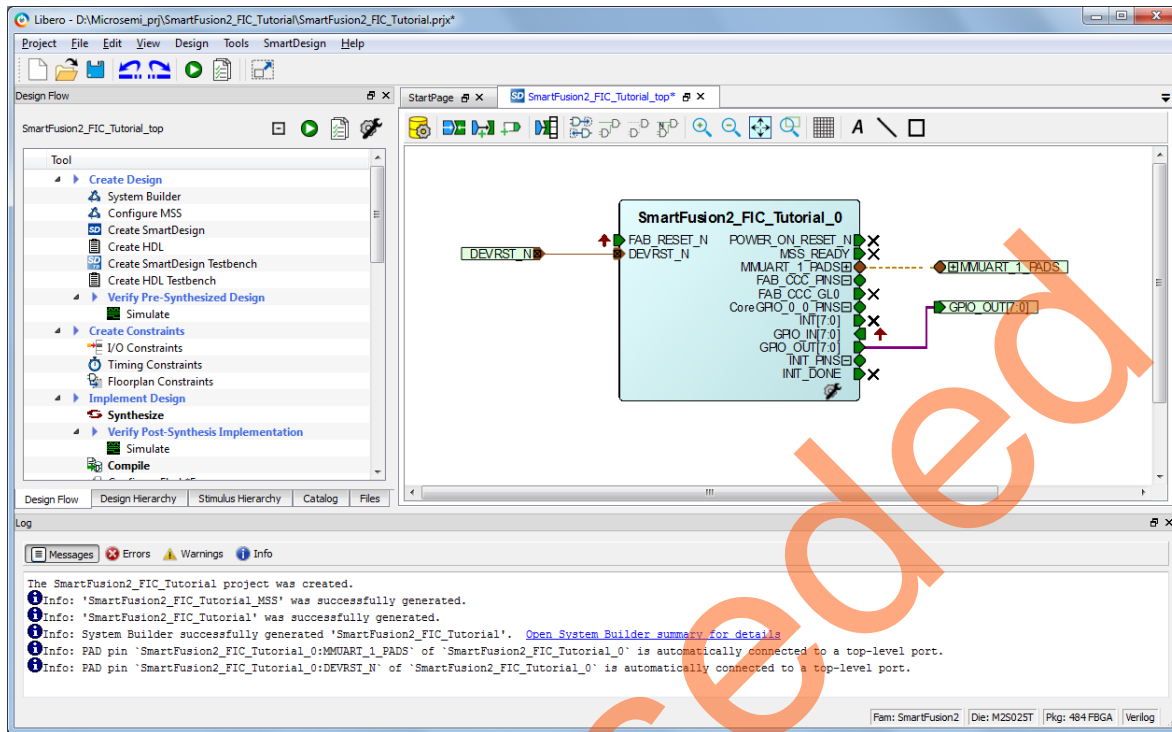 Libero - D:\Microsemi_prj\SmartFusion2_FIC_Tutorial\SmartFusion2_FIC_Tutorial.prjx*
Project File Edit View Design Tools SmartDesign Help
Design Flow
SmartFusion2_FIC_Tutorial_top
Tool
Create Design
System Builder
Configure MSS
Create SmartDesign
Create HDL
Create SmartDesign Testbench
Create HDL Testbench
Verify Pre-Synthesized Design
Simulate
Create Constraints
I/O Constraints
Timing Constraints
Floorplan Constraints
Implement Design
Synthesize
Verify Post-Synthesis Implementation
Simulate
Compile
Design Flow Design Hierarchy Stimulus Hierarchy Catalog Files
StartPage SmartFusion2_FIC_Tutorial_top*
A
SmartFusion2_FIC_Tutorial_0
DEVRST_N
FAB_RESET_N POWER_ON_RESET_N
DEVRST_N MSS_READY
MMUART_1_PADS MMUART_1_PADS
FAB_CCC_PINS
FAB_CCC_GL0
CoreGPIO_0_0_PINS GPIO_OUT[7:0]
INT[7:0]
GPIO_IN[7:0]
GPIO_OUT[7:0]
INIT_PINS
INIT_DONE
Log
Messages Errors Warnings Info
The SmartFusion2_FIC_Tutorial project was created.
Info: 'SmartFusion2_FIC_Tutorial_MSS' was successfully generated.
Info: 'SmartFusion2_FIC_Tutorial' was successfully generated.
Info: System Builder successfully generated 'SmartFusion2_FIC_Tutorial'. Open System Builder summary for details
Info: PAD pin `SmartFusion2_FIC_Tutorial_0:MMUART_1_PADS` of `SmartFusion2_FIC_Tutorial_0` is automatically connected to a top-level port.
Info: PAD pin `SmartFusion2_FIC_Tutorial_0:DEVRST_N` of `SmartFusion2_FIC_Tutorial_0` is automatically connected to a top-level port.
Fam: SmartFusion2 Die: M2S025T Pkg: 484 FBGA Verilog
eded